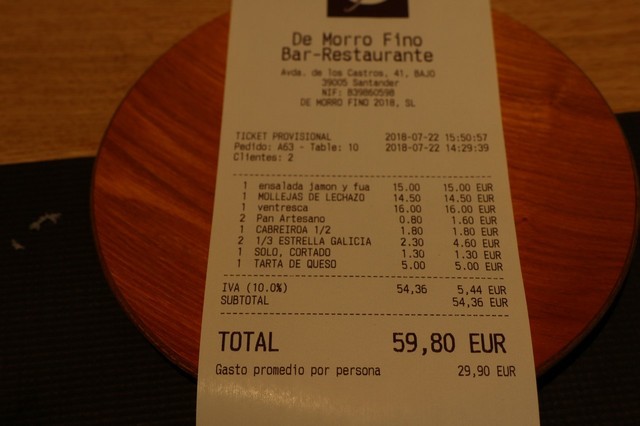 De Morro Fino
Bar-Restaurante
Avda. de los Castros, 41, BAJO
39005 Santander
NIF: B39860598
DE MORRO FINO 2018, SL
TICKET PROVISIONAL 2018-07-22 15:50:57
Pedido: A63 - Table: 10 2018-07-22 14:29:39
Clientes: 2
1 ensalada jamon y fua 15.00 15.00 EUR
1 MOLLEJAS DE LECHAZO 14.50 14.50 EUR
1 ventresca 16.00 16.00 EUR
2 Pan Artesano 0.80 1.60 EUR
1 CABREIROA 1/2 1.80 1.80 EUR
2 1/3 ESTRELLA GALICIA 2.30 4.60 EUR
1 SOLO, CORTADO 1.30 1.30 EUR
1 TARTA DE QUESO 5.00 5.00 EUR
IVA (10.0%) 54,36 5,44 EUR
SUBTOTAL 54,36 EUR
TOTAL 59,80 EUR
Gasto promedio por persona 29,90 EUR